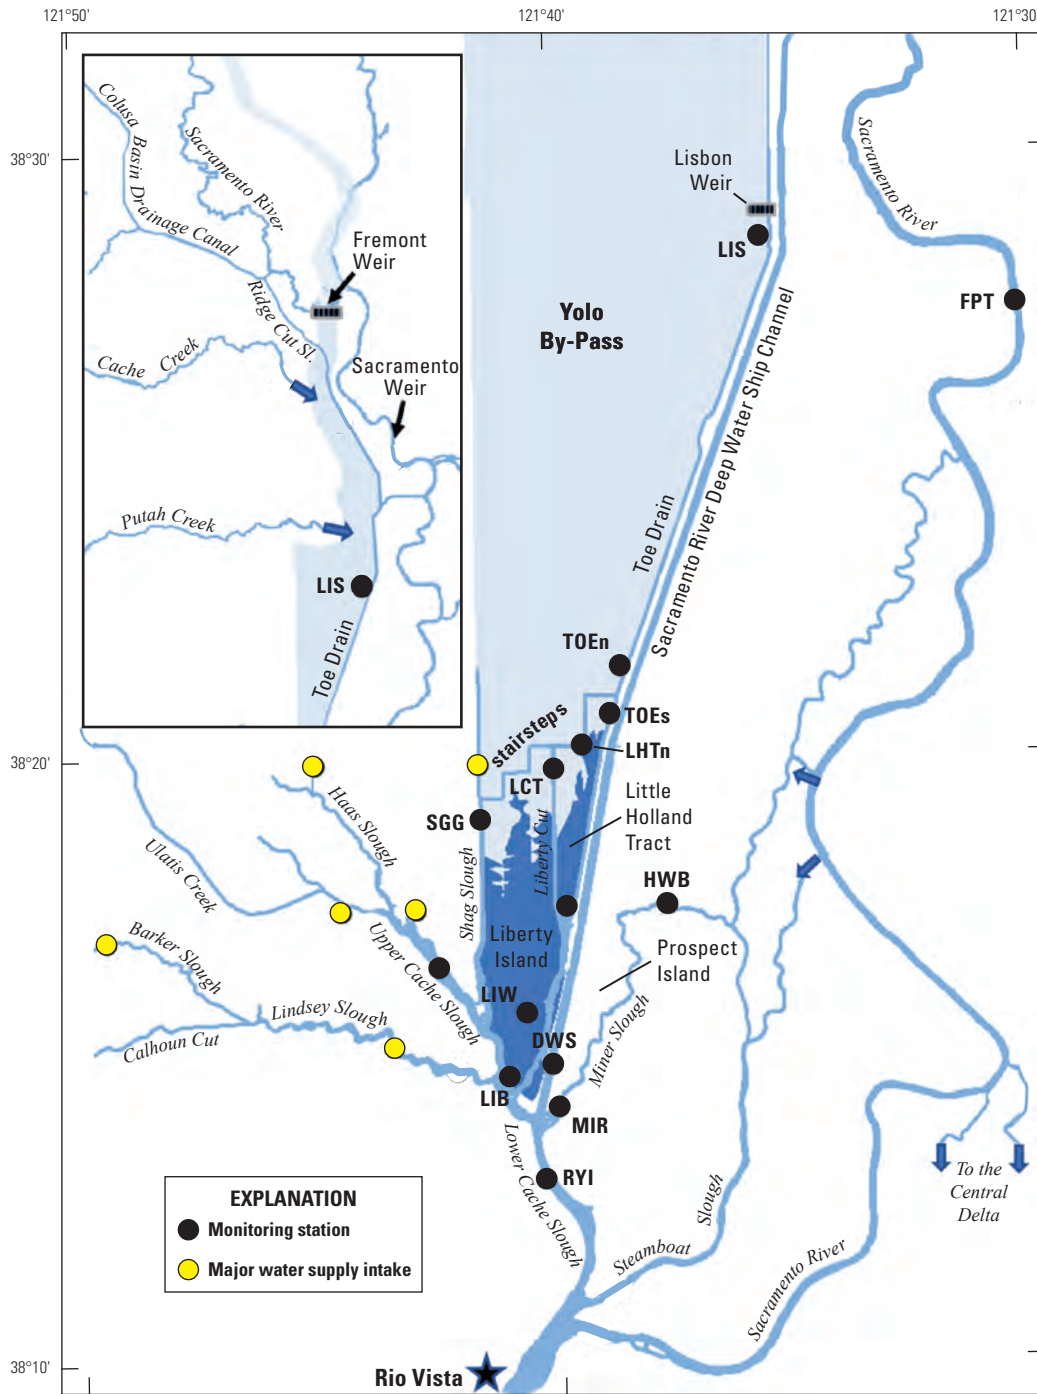 121°50'
121°40'
121°30'
38°30'
38°20'
38°10'
Colusa Basin Drainage Canal
Sacramento River
Fremont
Weir
Ridge Cut Sl.
Cache Creek
Sacramento
Weir
Putah Creek
LIS
Toe Drain
Lisbon
Weir
LIS
Sacramento River
FPT
Yolo
By-Pass
Toe Drain
Sacramento River Deep Water Ship Channel
TOEn
TOEs
stairsteps
LHTn
LCT
Little
Holland
Tract
SGG
Haas Slough
Ulatis Creek
Shag Slough
Liberty Cut
HWB
Barker Slough
Upper Cache Slough
Liberty
Island
Prospect
Island
LIW
Lindsey Slough
Calhoun Cut
DWS
Miner Slough
LIB
MIR
Lower Cache Slough
RYI
To the
Central
Delta
Steamboat Slough
Sacramento River
EXPLANATION
Monitoring station
Major water supply intake
Rio Vista